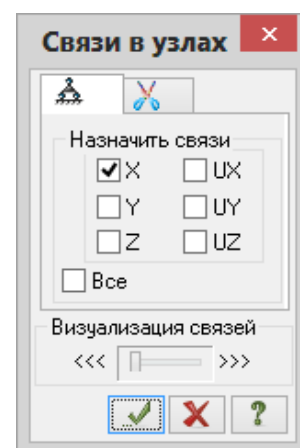 Связи в узлах
Назначить связи
X UX
Y UY
Z UZ
Все
Визуализация связей
<<< >>>
?